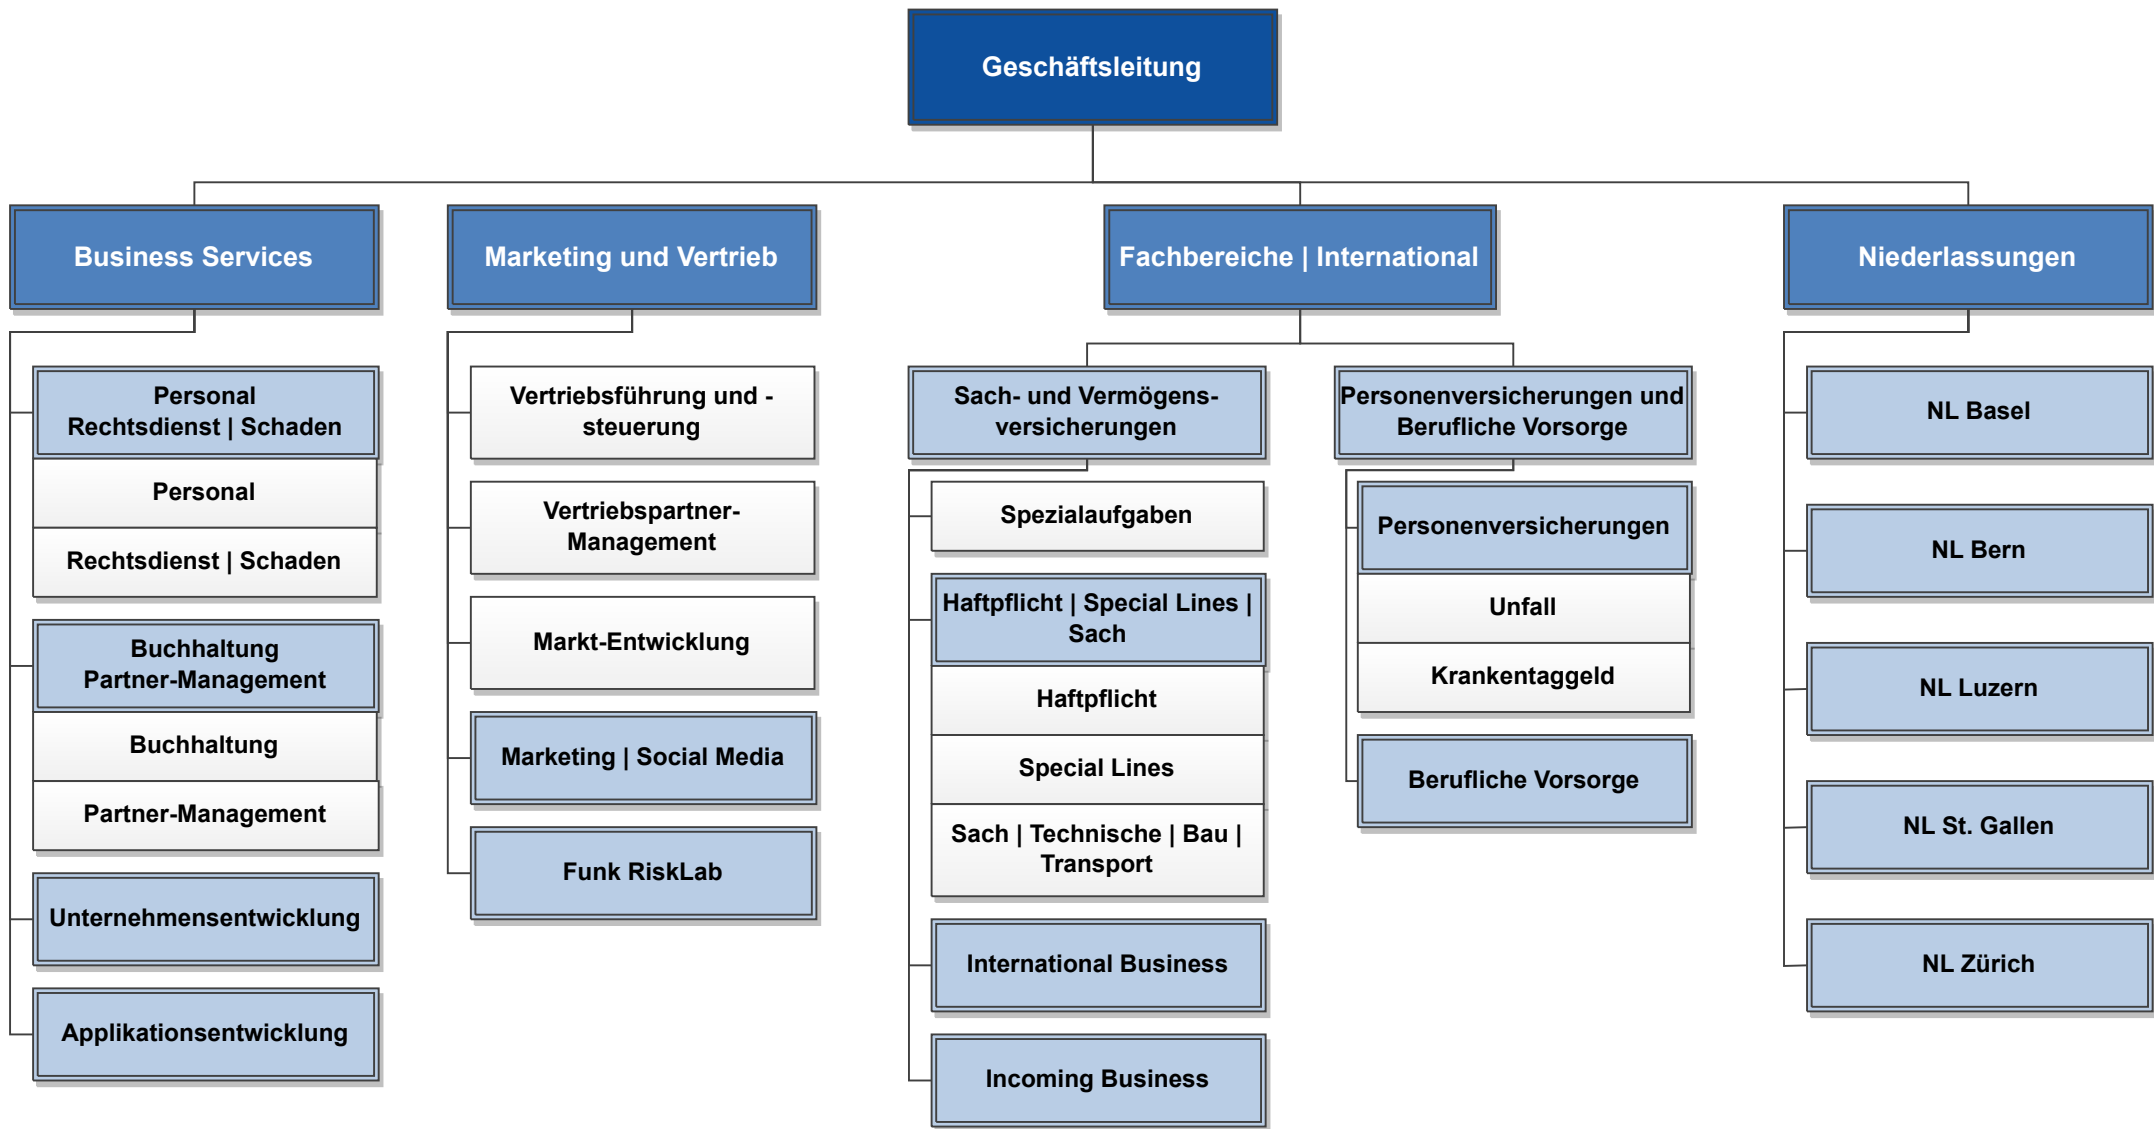 Geschäftsleitung
Business Services
Marketing und Vertrieb
Fachbereiche | International
Niederlassungen
Personal
Rechtsdienst | Schaden
Personal
Rechtsdienst | Schaden
Buchhaltung
Partner-Management
Buchhaltung
Partner-Management
Unternehmensentwicklung
Applikationsentwicklung
Vertriebsführung und -
steuerung
Vertriebspartner-
Management
Markt-Entwicklung
Marketing | Social Media
Funk RiskLab
Sach- und Vermögens-
versicherungen
Spezialaufgaben
Haftpflicht | Special Lines |
Sach
Haftpflicht
Special Lines
Sach | Technische | Bau |
Transport
International Business
Incoming Business
Personenversicherungen und
Berufliche Vorsorge
Personenversicherungen
Unfall
Krankentaggeld
Berufliche Vorsorge
NL Basel
NL Bern
NL Luzern
NL St. Gallen
NL Zürich